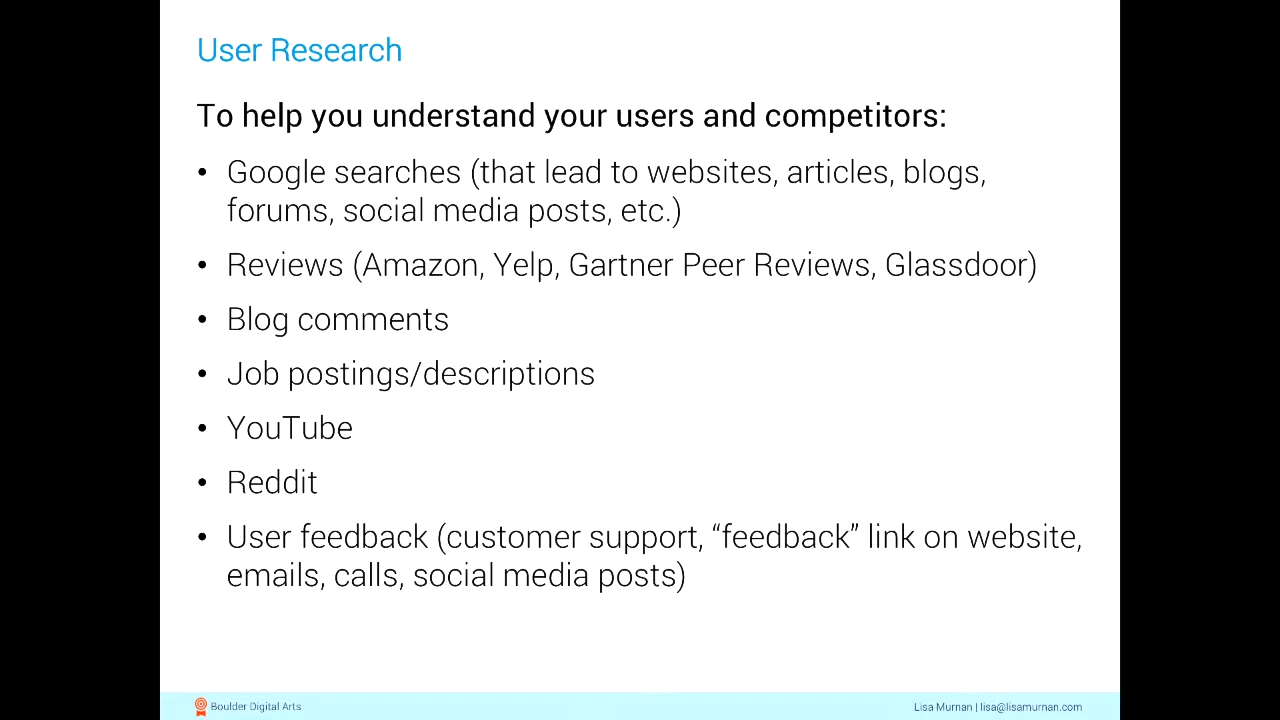 User Research
To help you understand your users and competitors:
• Google searches (that lead to websites, articles, blogs,
forums, social media posts, etc.)
• Reviews (Amazon, Yelp, Gartner Peer Reviews, Glassdoor)
• Blog comments
• Job postings/descriptions
• YouTube
• Reddit
• User feedback (customer support, “feedback” link on website,
emails, calls, social media posts)
Boulder Digital Arts
Lisa Murnan | lisa@lisamurnan.com